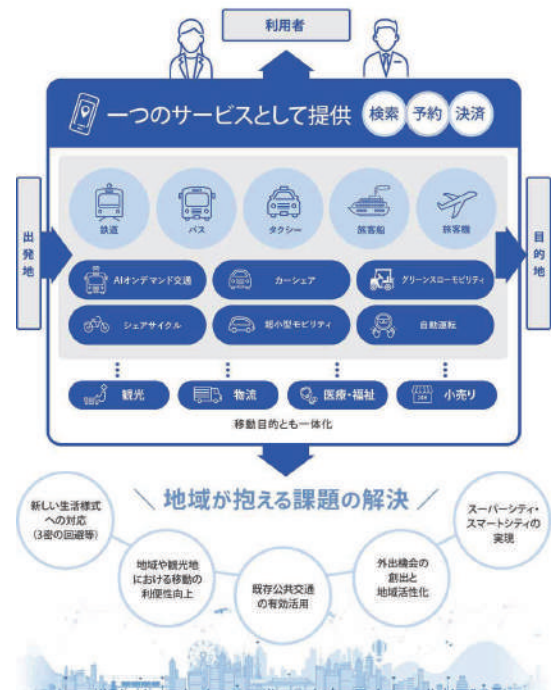 利用者
一つのサービスとして提供 検索 予約 決済
出発地
目的地
鉄道 バス タクシー 旅客船 旅客機
AIオンデマンド交通 カーシェア グリーンスローモビリティ
シェアサイクル 超小型モビリティ 自動運転
観光 物流 医療・福祉 小売り
移動目的とも一体化
地域が抱える課題の解決
新しい生活様式
への対応
(3密の回避等)
地域や観光地
における移動の
利便性向上
既存公共交通
の有効活用
外出機会の
創出と
地域活性化
スーパーシティ・
スマートシティの
実現